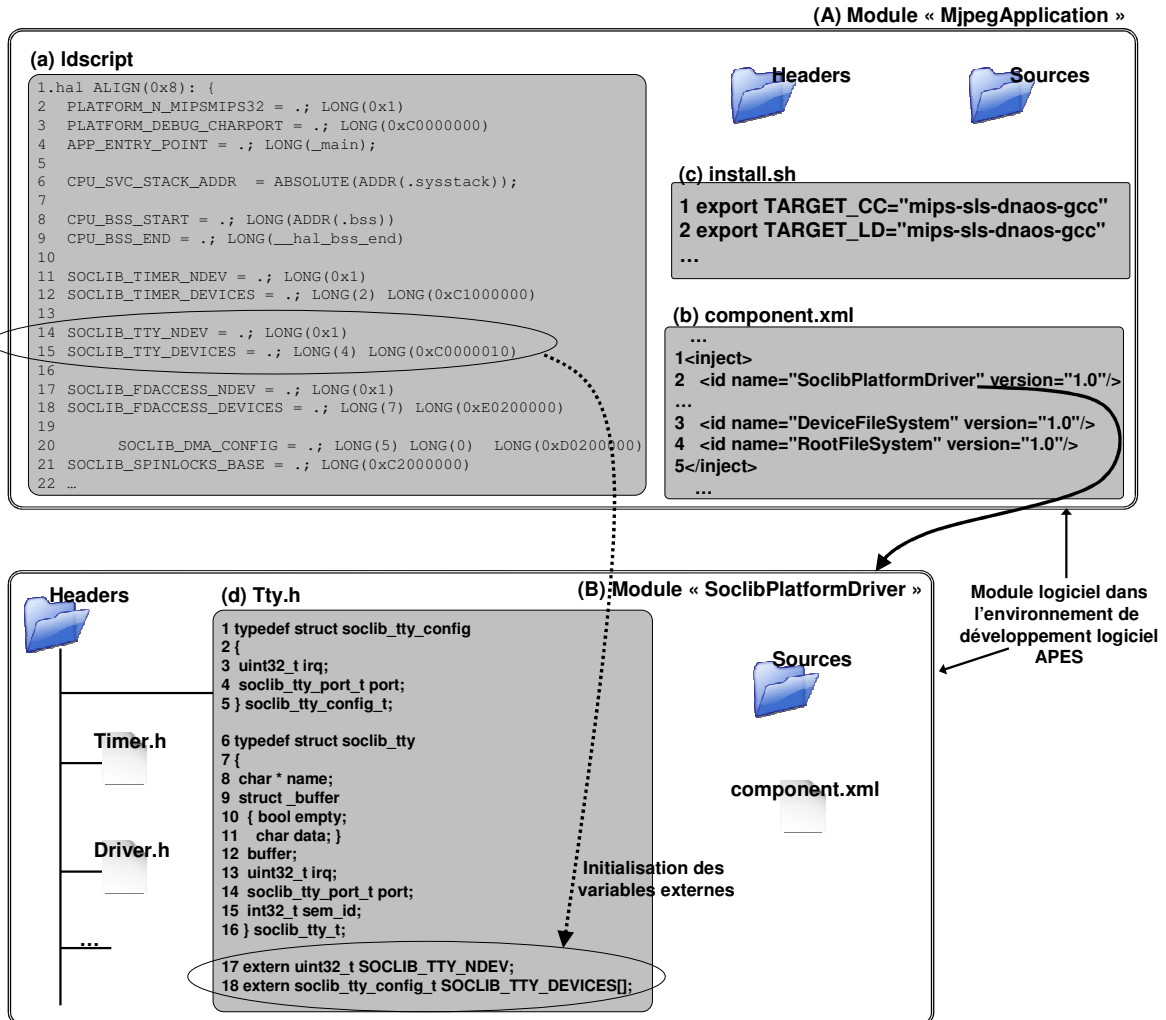 (A) Module « MjpegApplication »
(a) ldscript
1.hal ALIGN(0x8): {
2 PLATFORM_N_MIPSMIPS32 = .; LONG(0x1)
3 PLATFORM_DEBUG_CHARPORT = .; LONG(0xC0000000)
4 APP_ENTRY_POINT = .; LONG(_main);
5
6 CPU_SVC_STACK_ADDR = ABSOLUTE(ADDR(.sysstack));
7
8 CPU_BSS_START = .; LONG(ADDR(.bss))
9 CPU_BSS_END = .; LONG(__hal_bss_end)
10
11 SOCLIB_TIMER_NDEV = .; LONG(0x1)
12 SOCLIB_TIMER_DEVICES = .; LONG(2) LONG(0xC1000000)
13
14 SOCLIB_TTY_NDEV = .; LONG(0x1)
15 SOCLIB_TTY_DEVICES = .; LONG(4) LONG(0xC0000010)
16
17 SOCLIB_FDACCESS_NDEV = .; LONG(0x1)
18 SOCLIB_FDACCESS_DEVICES = .; LONG(7) LONG(0xE0200000)
19
20 SOCLIB_DMA_CONFIG = .; LONG(5) LONG(0) LONG(0xD0200000)
21 SOCLIB_SPINLOCKS_BASE = .; LONG(0xC2000000)
22 …
Headers
Sources
(c) install.sh
1 export TARGET_CC="mips-sls-dnaos-gcc"
2 export TARGET_LD="mips-sls-dnaos-gcc"
…
(b) component.xml
…
1<inject>
2 <id name="SoclibPlatformDriver" version="1.0"/>
…
3 <id name="DeviceFileSystem" version="1.0"/>
4 <id name="RootFileSystem" version="1.0"/>
5</inject>
…
(B) Module « SoclibPlatformDriver »
Headers
Timer.h
Driver.h
…
(d) Tty.h
1 typedef struct soclib_tty_config
2 {
3 uint32_t irq;
4 soclib_tty_port_t port;
5 } soclib_tty_config_t;
6 typedef struct soclib_tty
7 {
8 char * name;
9 struct _buffer
10 { bool empty;
11 char data; }
12 buffer;
13 uint32_t irq;
14 soclib_tty_port_t port;
15 int32_t sem_id;
16 } soclib_tty_t;
17 extern uint32_t SOCLIB_TTY_NDEV;
18 extern soclib_tty_config_t SOCLIB_TTY_DEVICES[];
Initialisation des
variables externes
Sources
component.xml
Module logiciel dans
l'environnement de
développement logiciel
APES